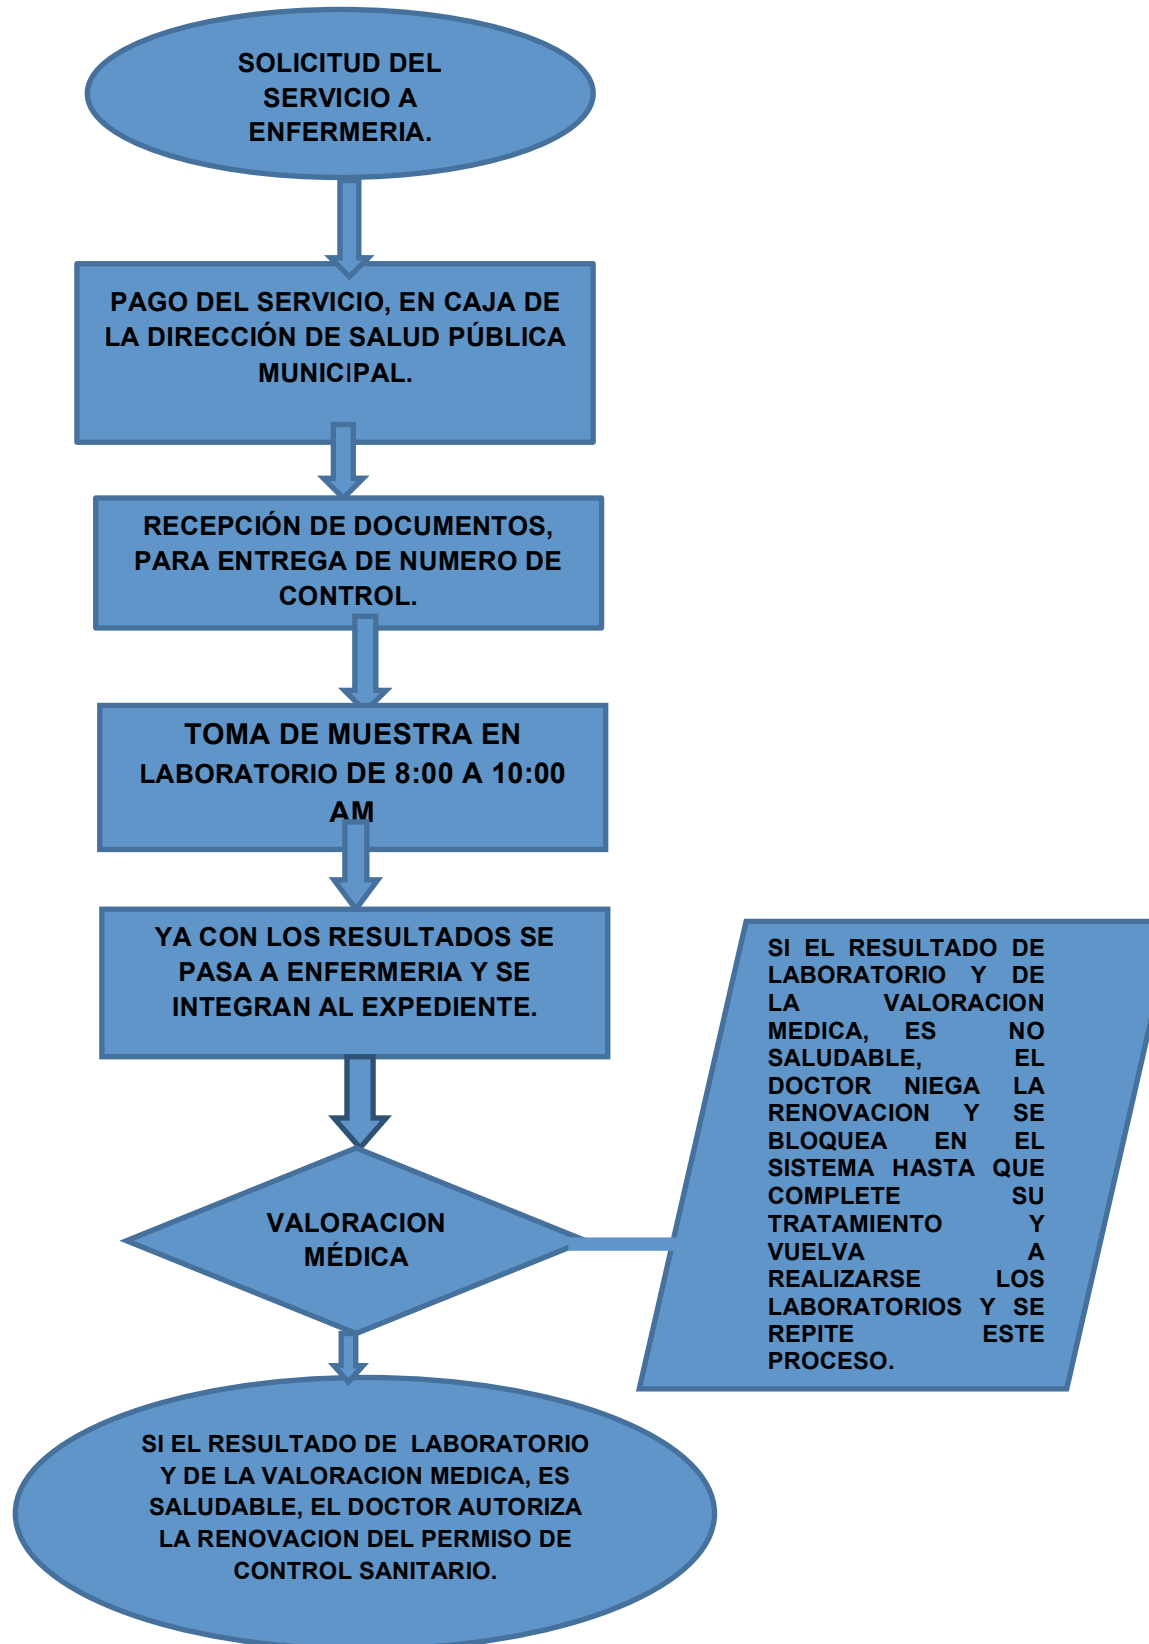 SOLICITUD DEL
SERVICIO A
ENFERMERIA.
PAGO DEL SERVICIO, EN CAJA DE
LA DIRECCIÓN DE SALUD PÚBLICA
MUNICIPAL.
RECEPCIÓN DE DOCUMENTOS,
PARA ENTREGA DE NUMERO DE
CONTROL.
TOMA DE MUESTRA EN
LABORATORIO DE 8:00 A 10:00
AM
YA CON LOS RESULTADOS SE
PASA A ENFERMERIA Y SE
INTEGRAN AL EXPEDIENTE.
VALORACION
MÉDICA
SI EL RESULTADO DE
LABORATORIO Y DE
LA VALORACION
MEDICA, ES NO
SALUDABLE, EL
DOCTOR NIEGA LA
RENOVACION Y SE
BLOQUEA EN EL
SISTEMA HASTA QUE
COMPLETE SU
TRATAMIENTO Y
VUELVA A
REALIZARSE LOS
LABORATORIOS Y SE
REPITE ESTE
PROCESO.
SI EL RESULTADO DE LABORATORIO
Y DE LA VALORACION MEDICA, ES
SALUDABLE, EL DOCTOR AUTORIZA
LA RENOVACION DEL PERMISO DE
CONTROL SANITARIO.